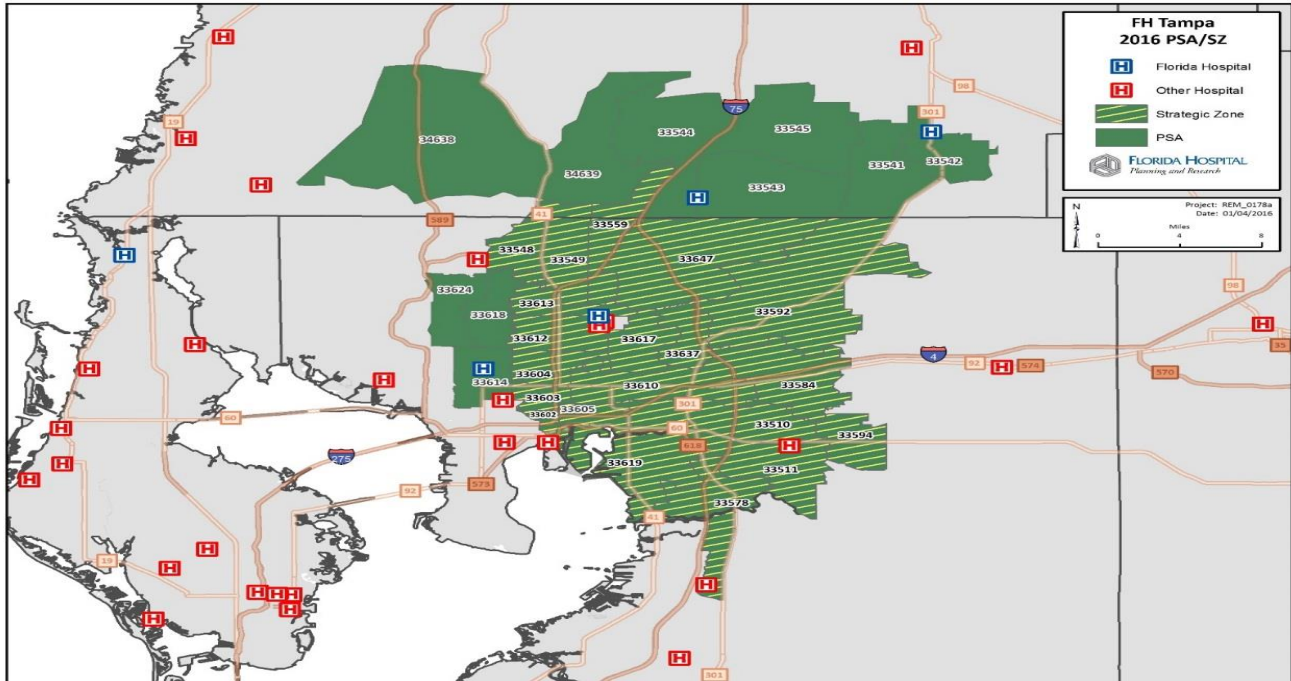 FH Tampa
2016 PSA/SZ
H Florida Hospital
H Other Hospital
Strategic Zone
PSA
FLORIDA HOSPITAL
Planning and Research
Project: REM_0178a
Date: 01/04/2016
N
Miles
0 4 8
H
H
19
H
H
H
75
98
301
H
34638
33544
33545
33541
33542
34639
33543
H
41
589
33559
H
33548
33549
33647
H
33624
33613
33618
33592
98
H
H
H
33612
33617
H
33637
4
92
H
574
35
570
H
H
33604
H
33614
33610
33584
H
33603
301
33602
33605
60
H
60
33510
H
H
618
H
33594
275
H
H
33619
33511
573
92
33578
41
19
H
H
H
H
H
H
H
H
H
H
301